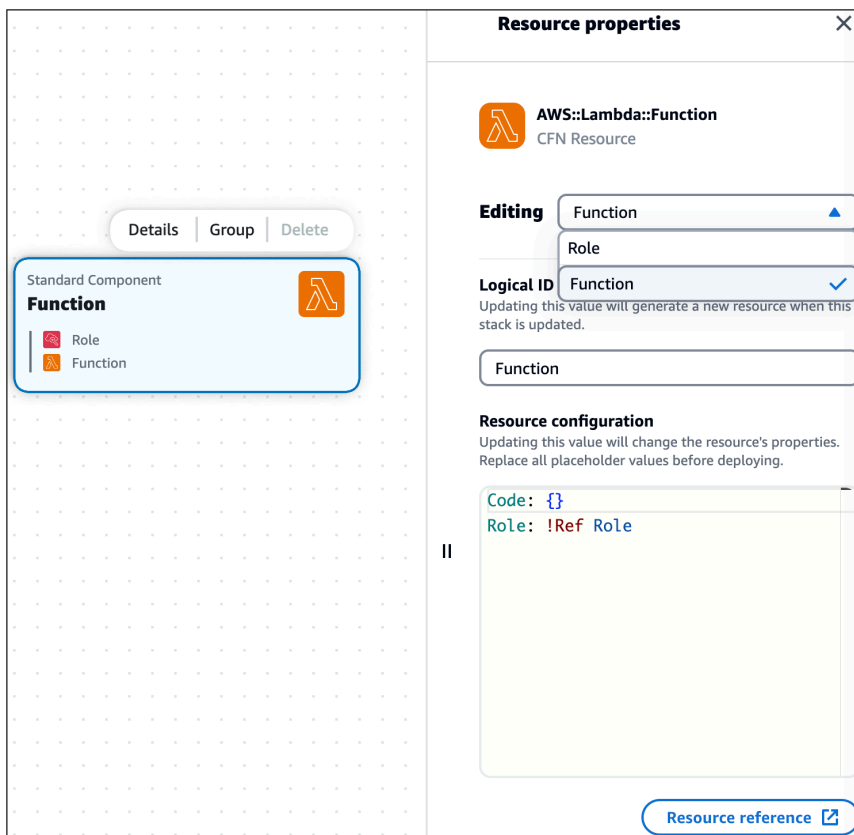 Resource properties
AWS::Lambda::Function
CFN Resource
Editing
Function
Role
Function
Details
Group
Delete
Standard Component
Function
Role
Function
Logical ID
Updating this value will generate a new resource when this
stack is updated.
Function
Resource configuration
Updating this value will change the resource's properties.
Replace all placeholder values before deploying.
Code: {}
Role: !Ref Role
Resource reference